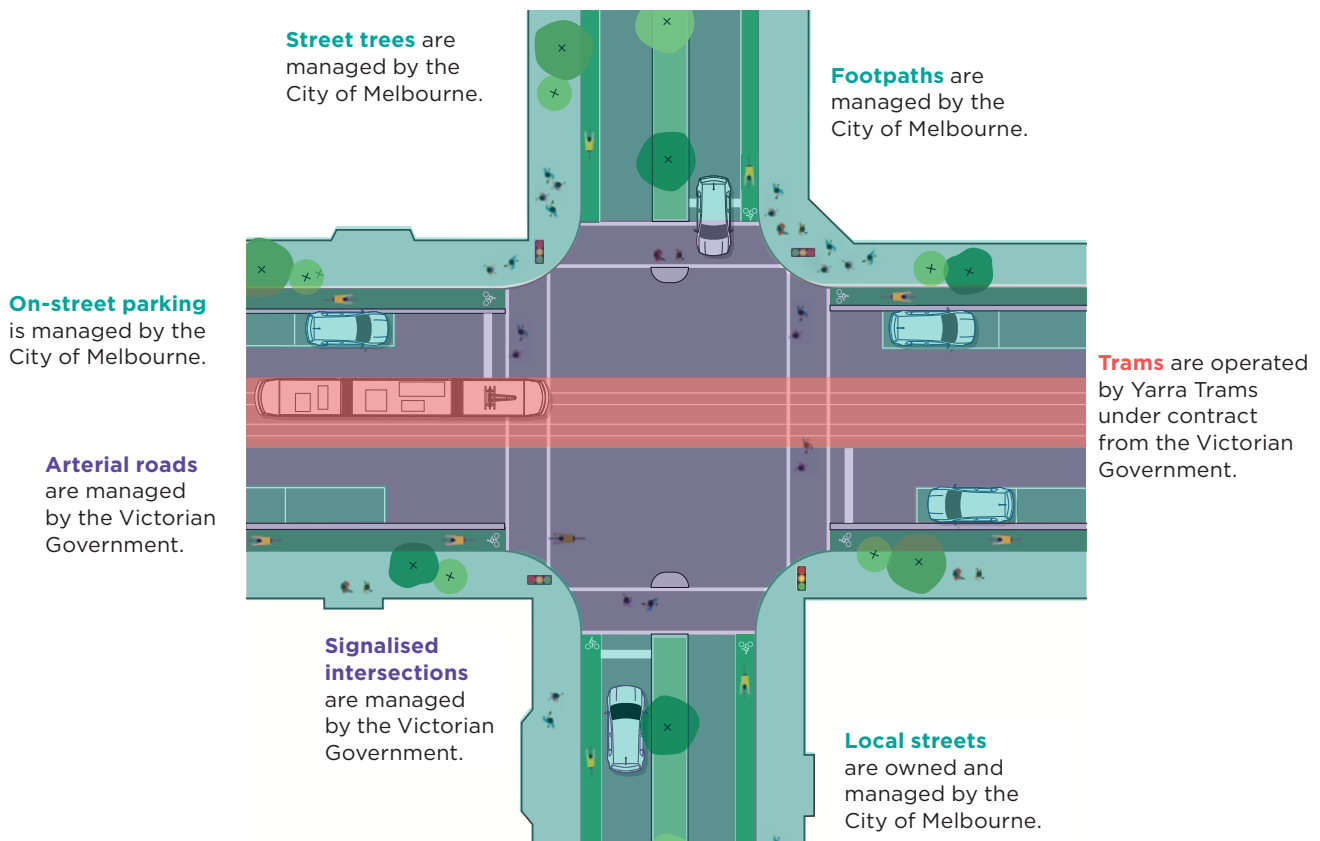 Street trees are
managed by the
City of Melbourne.
Footpaths are
managed by the
City of Melbourne.
On-street parking
is managed by the
City of Melbourne.
Trams are operated
by Yarra Trams
under contract
from the Victorian
Government.
Arterial roads
are managed
by the Victorian
Government.
Signalised
intersections
are managed
by the Victorian
Government.
Local streets
are owned and
managed by the
City of Melbourne.